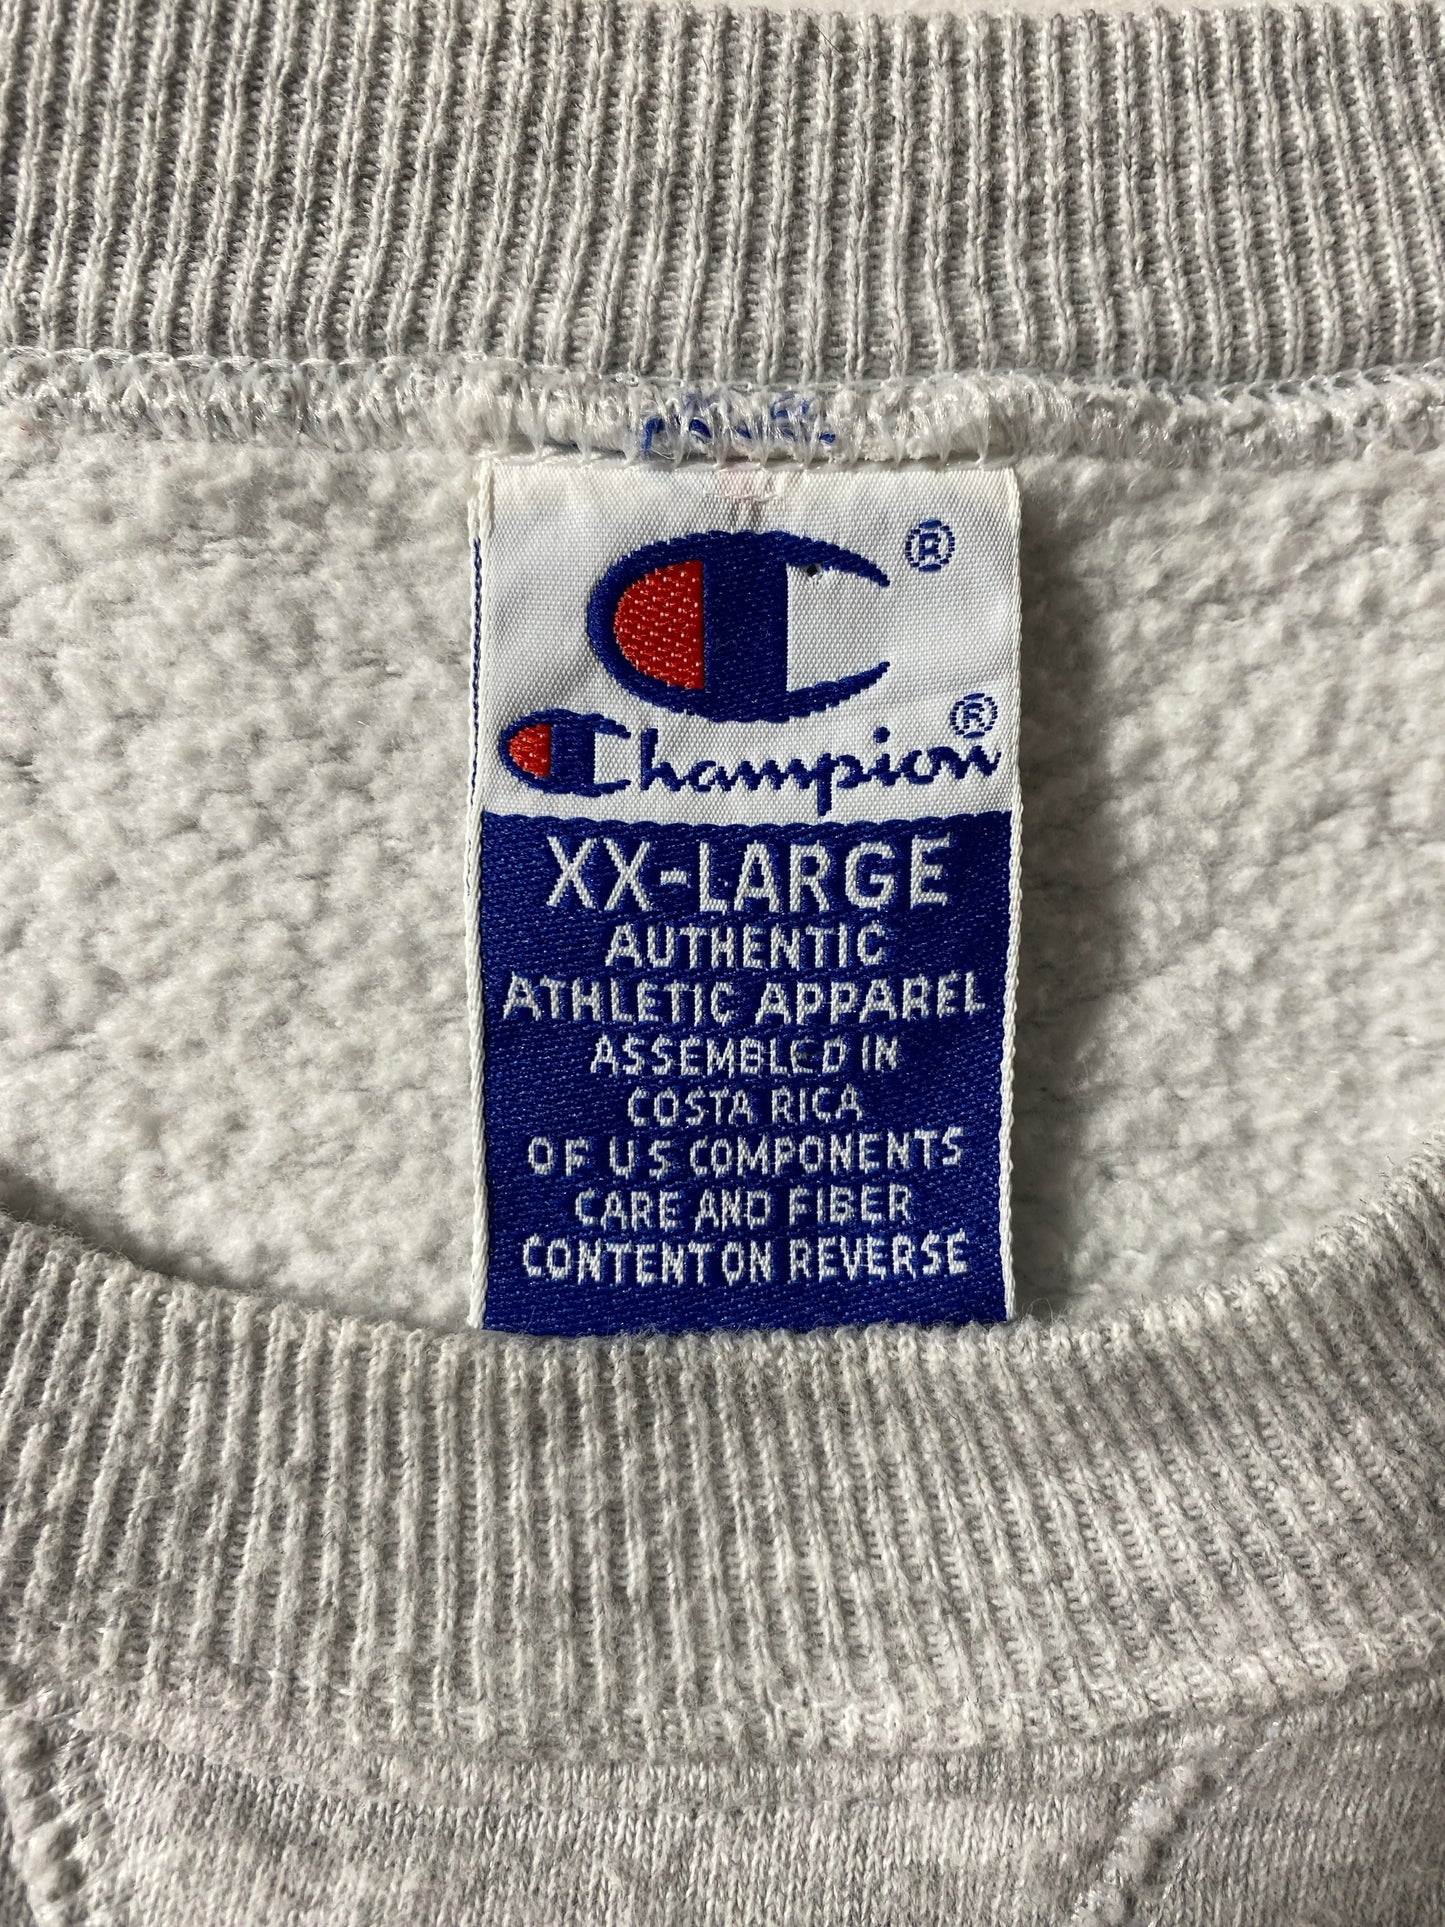 ®
Champion®
XX-LARGE
AUTHENTIC
ATHLETIC APPAREL
ASSEMBLED IN
COSTA RICA
OF US COMPONENTS
CARE AND FIBER
CONTENT ON REVERSE